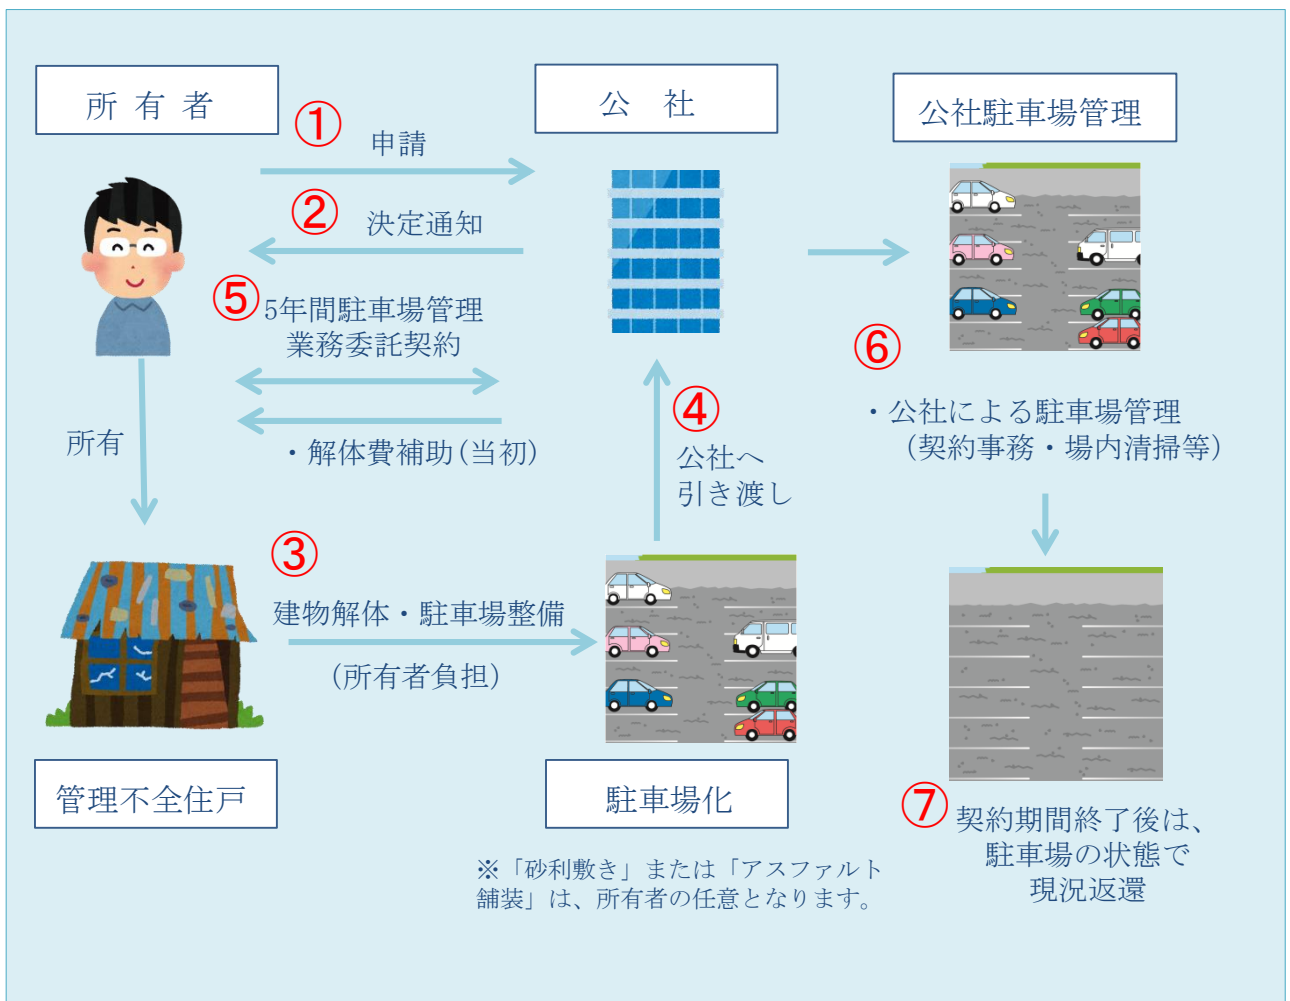 所有者
公社
公社駐車場管理
①
申請
②
決定通知
⑤
5年間駐車場管理
業務委託契約
・解体費補助(当初)
所有
④
公社へ
引き渡し
⑥
・公社による駐車場管理
（契約事務・場内清掃等）
③
建物解体・駐車場整備
（所有者負担）
管理不全住戸
駐車場化
※「砂利敷き」または「アスファルト
舗装」は、所有者の任意となります。
⑦
契約期間終了後は、
駐車場の状態で
現況返還